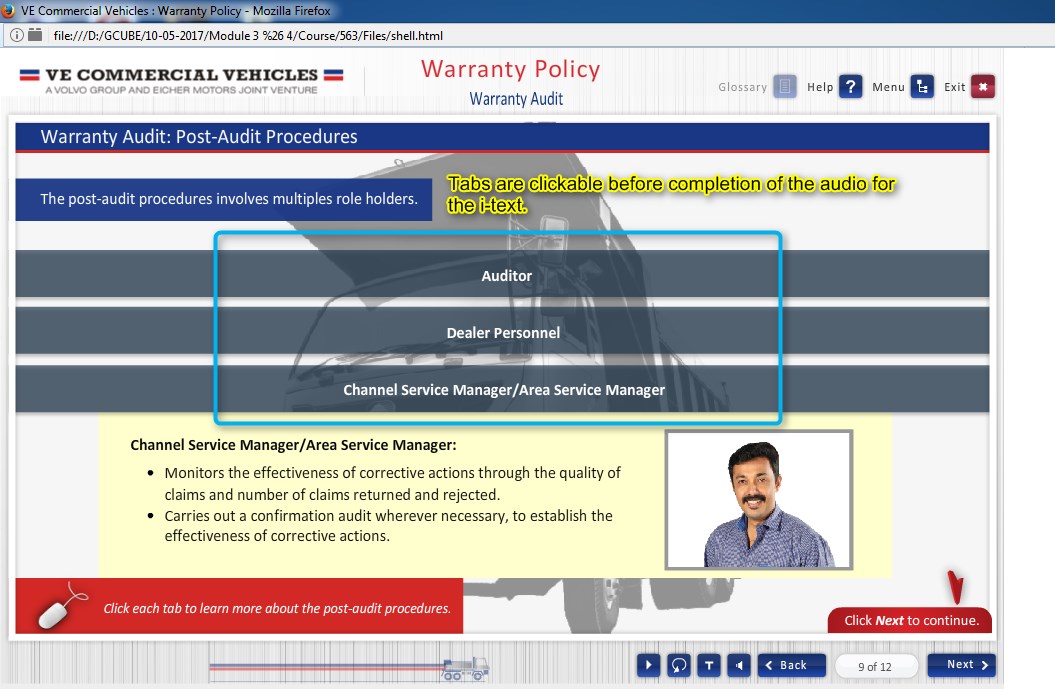 VE Commercial Vehicles : Warranty Policy - Mozilla Firefox
file:///D:/GCUBE/10-05-2017/Module 3 %26 4/Course/563/Files/shell.html
VE COMMERCIAL VEHICLES
A VOLVO GROUP AND EICHER MOTORS JOINT VENTURE
Warranty Policy
Warranty Audit
Glossary
Help ?
Menu
Exit
Warranty Audit: Post-Audit Procedures
The post-audit procedures involves multiples role holders.
Tabs are clickable before completion of the audio for
the i-text.
Auditor
Dealer Personnel
Channel Service Manager/Area Service Manager
Channel Service Manager/Area Service Manager:
• Monitors the effectiveness of corrective actions through the quality of
claims and number of claims returned and rejected.
• Carries out a confirmation audit wherever necessary, to establish the
effectiveness of corrective actions.
Click each tab to learn more about the post-audit procedures.
Click Next to continue.
T
Back
9 of 12
Next